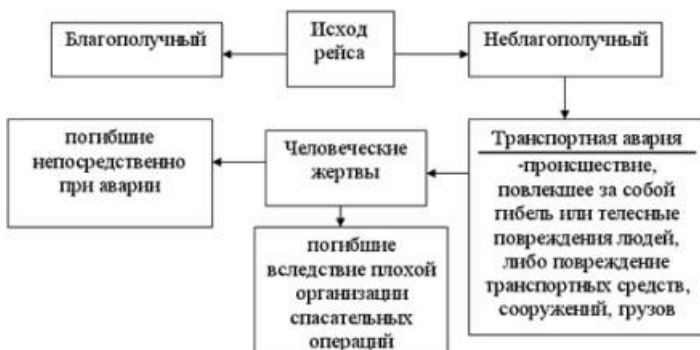 Благополучный
Исход
рейса
Неблагополучный
погибшие
непосредственно
при аварии
Человеческие
жертвы
Транспортная авария
-происшествие,
повлекшее за собой
гибель или телесные
повреждения людей,
либо повреждение
транспортных средств,
сооружений, грузов
погибшие
вследствие плохой
организации
спасательных
операций